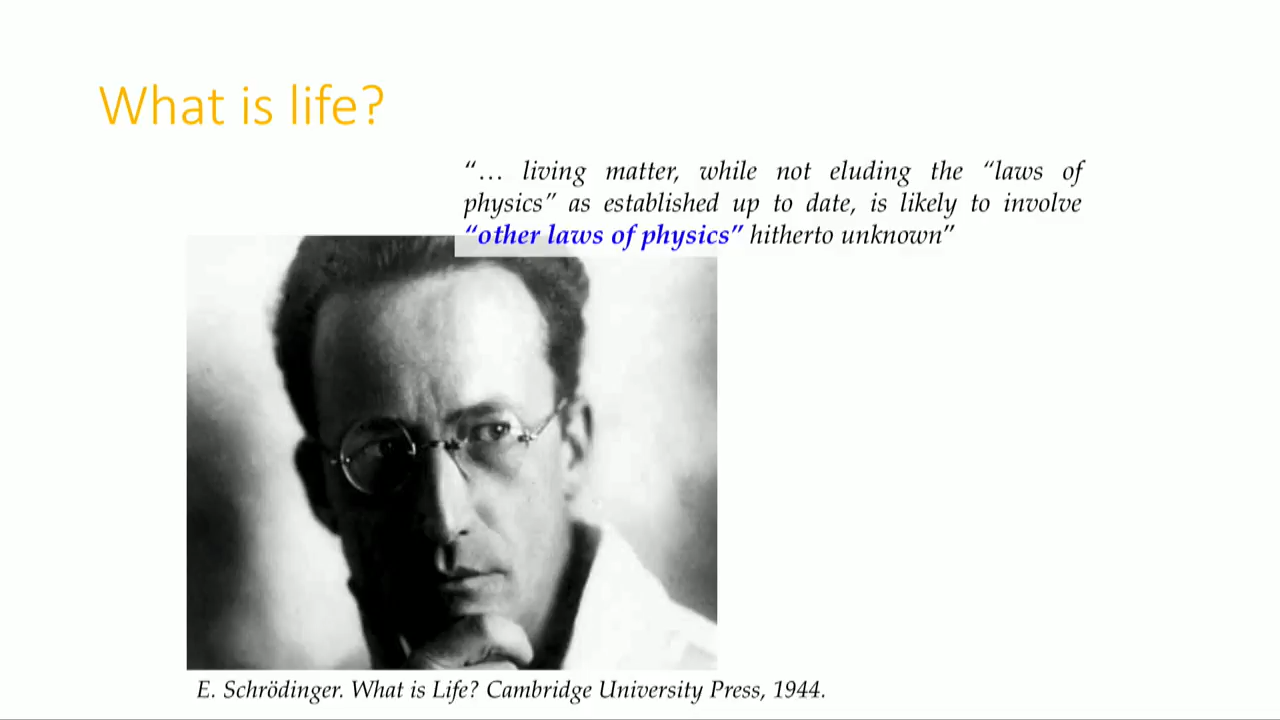 What is life?
“… living matter, while not eluding the “laws of
physics” as established up to date, is likely to involve
“other laws of physics” hitherto unknown”
E. Schrödinger. What is Life? Cambridge University Press, 1944.